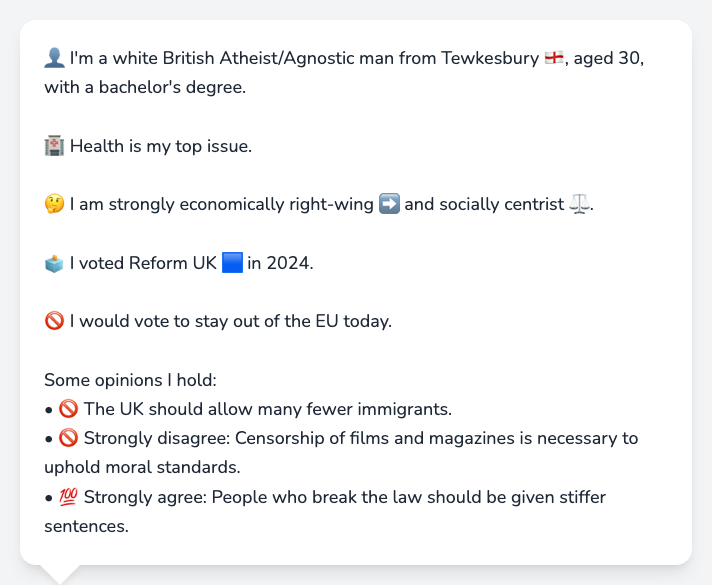 👤 I'm a white British Atheist/Agnostic man from Tewkesbury 🏴󠁧󠁢󠁥󠁮󠁧󠁿, aged 30,
with a bachelor's degree.
🏥 Health is my top issue.
🤔 I am strongly economically right-wing ➡️ and socially centrist ⚖️.
🗳️ I voted Reform UK 🟦 in 2024.
🚫 I would vote to stay out of the EU today.
Some opinions I hold:
• 🚫 The UK should allow many fewer immigrants.
• 🚫 Strongly disagree: Censorship of films and magazines is necessary to
uphold moral standards.
• 💯 Strongly agree: People who break the law should be given stiffer
sentences.